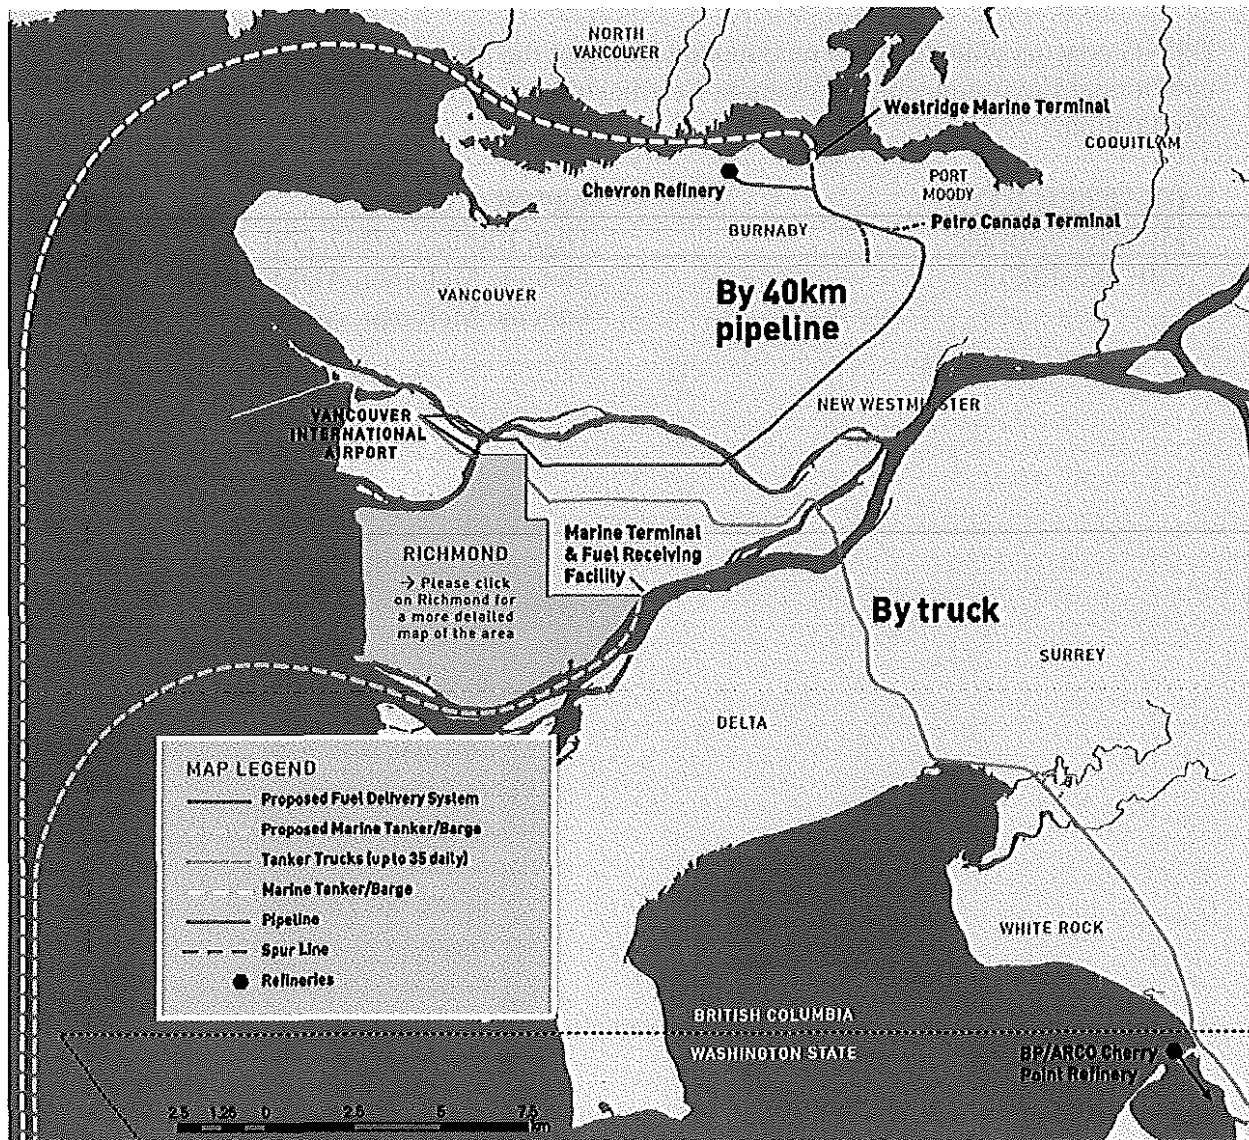 NORTH
VANCOUVER
Westridge Marine Terminal
COQUITLAM
PORT
MOODY
Chevron Refinery
Petro Canada Terminal
BURNABY
By 40km
pipeline
VANCOUVER
NEW WESTMINSTER
VANCOUVER
INTERNATIONAL
AIRPORT
Marine Terminal
& Fuel Receiving
Facility
RICHMOND
→ Please click
on Richmond for
a more detailed
map of the area
By truck
SURREY
DELTA
MAP LEGEND
Proposed Fuel Delivery System
Proposed Marine Tanker/Barge
Tanker Trucks (up to 35 daily)
Marine Tanker/Barge
Pipeline
Spur Line
Refineries
WHITE ROCK
BRITISH COLUMBIA
WASHINGTON STATE
BP/ARCO Cherry
Point Refinery
2.5 1.25 0 2.5 5 7.5
km